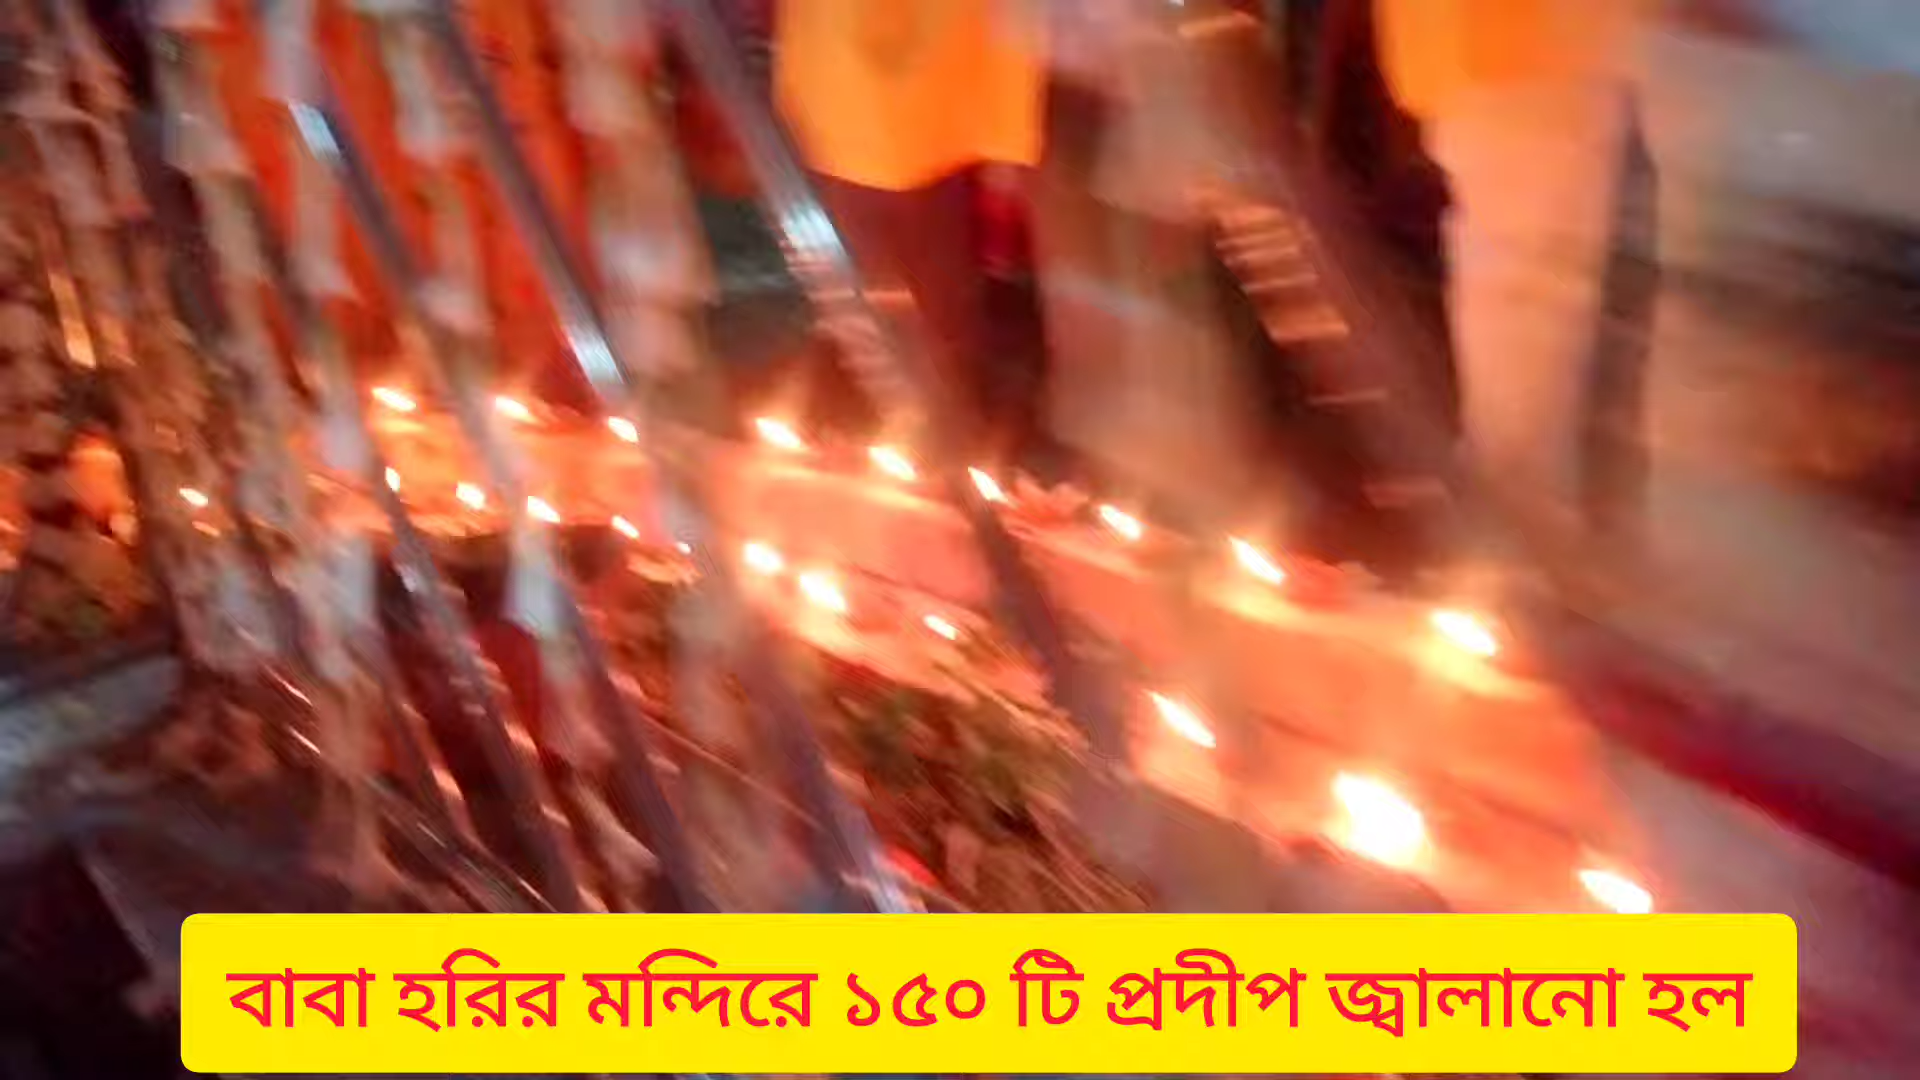 বাবা হরির মন্দিরে ১৫০ টি প্রদীপ জ্বালানো হল